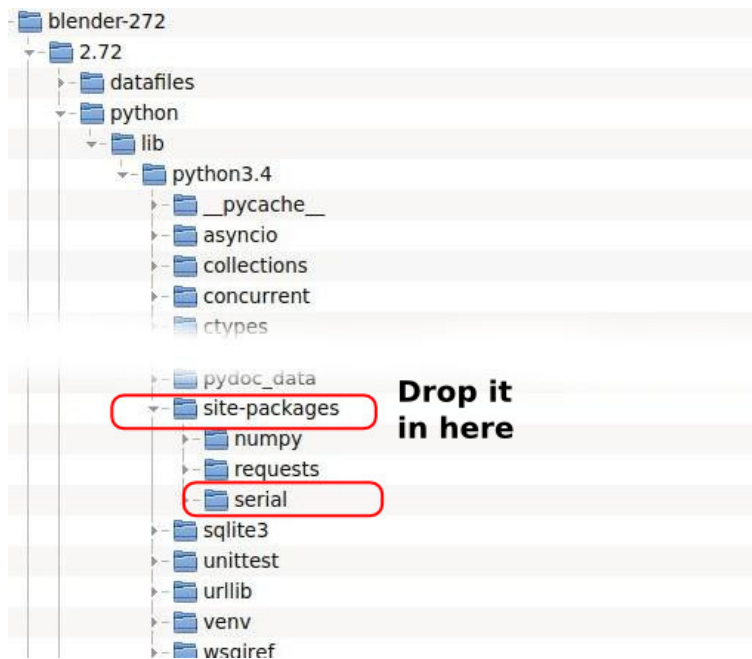 blender-272
2.72
datafiles
python
lib
python3.4
__pycache__
asyncio
collections
concurrent
ctypes
pydoc_data
site-packages
Drop it
in here
numpy
requests
serial
sqlite3
unittest
urllib
venv
wsgiref